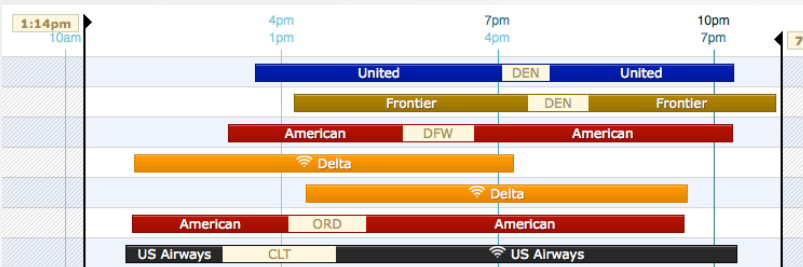 4pm 7pm 10pm
1:14pm
10am 1pm 4pm 7pm
7
United DEN United
Frontier DEN Frontier
American DFW American
Delta
Delta
American ORD American
US Airways CLT US Airways